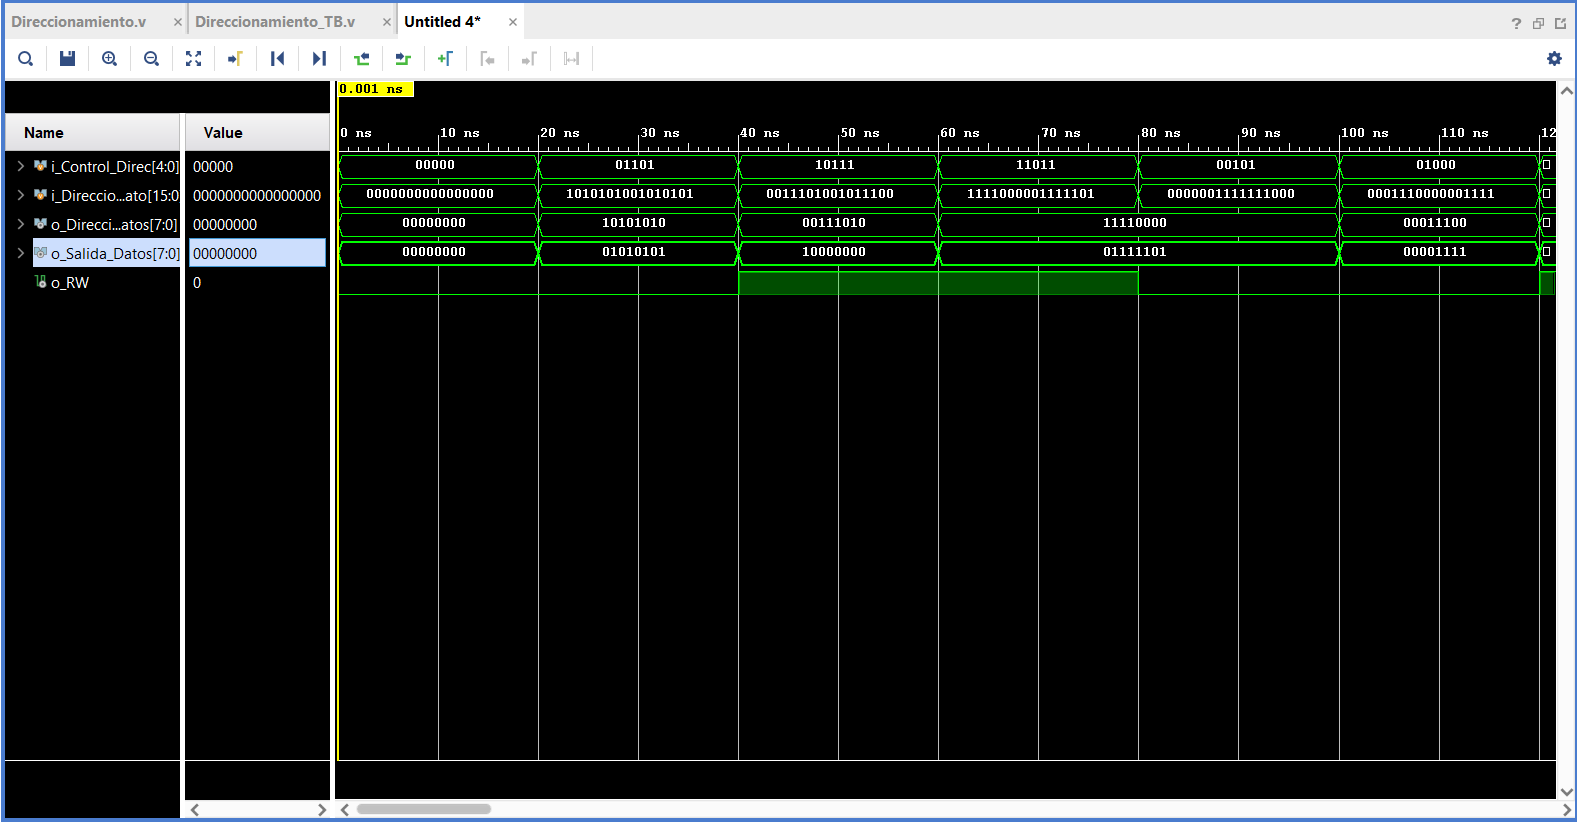 Direccionamiento.v × Direccionamiento_TB.v × Untitled 4* ×
0.001 ns
Name Value
0 ns 10 ns 20 ns 30 ns 40 ns 50 ns 60 ns 70 ns 80 ns 90 ns 100 ns 110 ns 12
i_Control_Direc[4:0] 00000 00000 01101 10111 11011 00101 01000
i_Direccio...ato[15:0 0000000000000000 0000000000000000 1010101001010101 0011101001011100 1111000001111101 0000001111111000 0001110000001111
o_Direcci...atos[7:0] 00000000 00000000 10101010 00111010 11110000 00011100
o_Salida_Datos[7:0] 00000000 00000000 01010101 10000000 01111101 00001111
o_RW 0